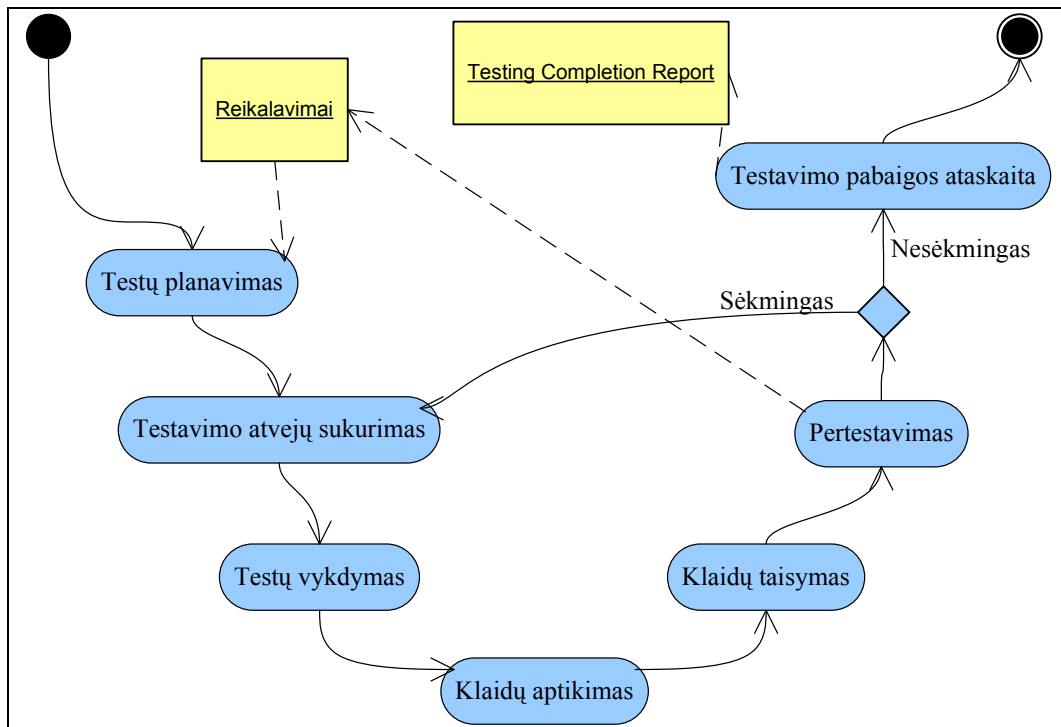 Reikalavimai
Testing Completion Report
Testavimo pabaigos ataskaita
Testų planavimas
Nesėkmingas
Sėkmingas
Testavimo atvejų sukurimas
Pertestavimas
Testų vykdymas
Klaidų taisymas
Klaidų aptikimas